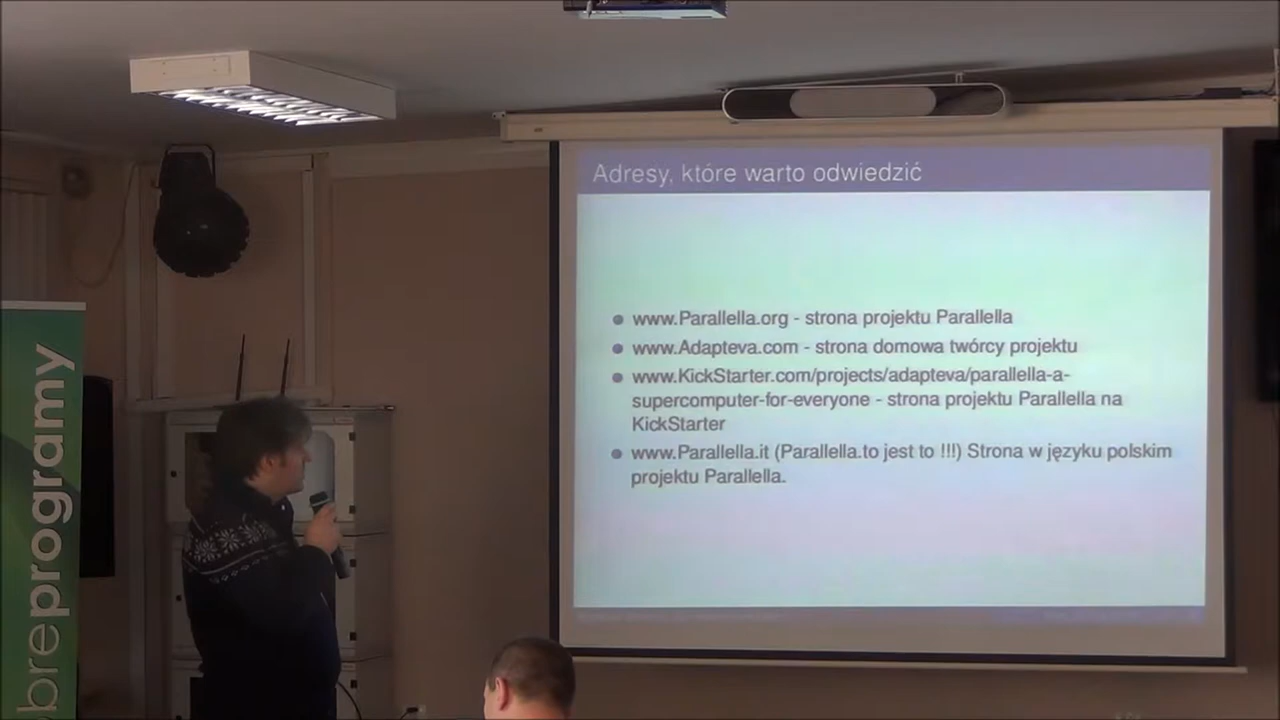 Adresy, które warto odwiedzić
www.Parallella.org - strona projektu Parallella
www.Adapteva.com - strona domowa twórcy projektu
www.KickStarter.com/projects/adapteva/parallella-a-
supercomputer-for-everyone - strona projektu Parallella na
KickStarter
www.Parallella.it (Parallella.to jest to !!!) Strona w języku polskim
projektu Parallella.
obreprogramy